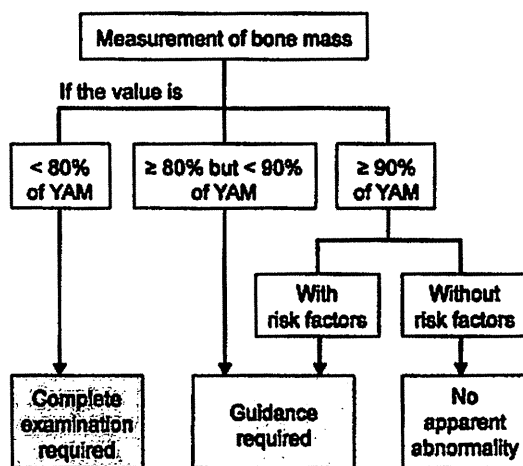 Measurement of bone mass
If the value is
< 80%
of YAM
≥ 80% but < 90%
of YAM
≥ 90%
of YAM
With
risk factors
Without
risk factors
Complete
examination
required
Guidance
required
No
apparent
abnormality